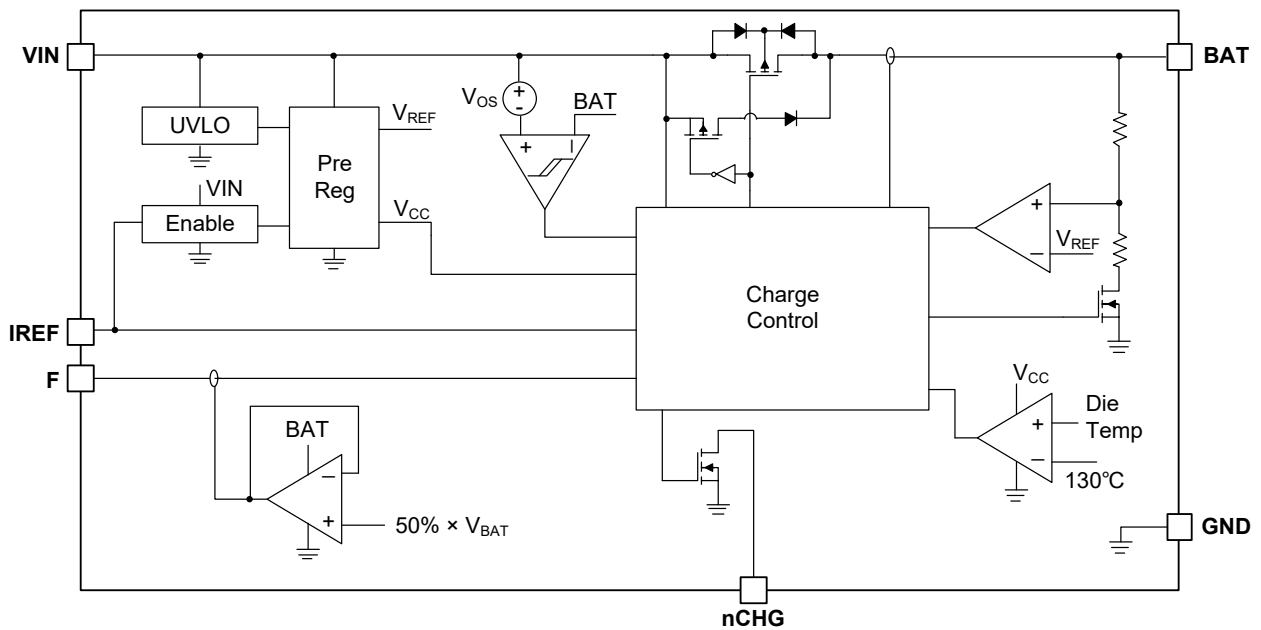 VIN
BAT
VOS
+
-
BAT
UVLO
VREF
Pre
Reg
+
–
VIN
Enable
VCC
+
VREF
–
Charge
Control
IREF
F
VCC
Die
Temp
+
–
130℃
BAT
–
+
50% × VBAT
GND
nCHG